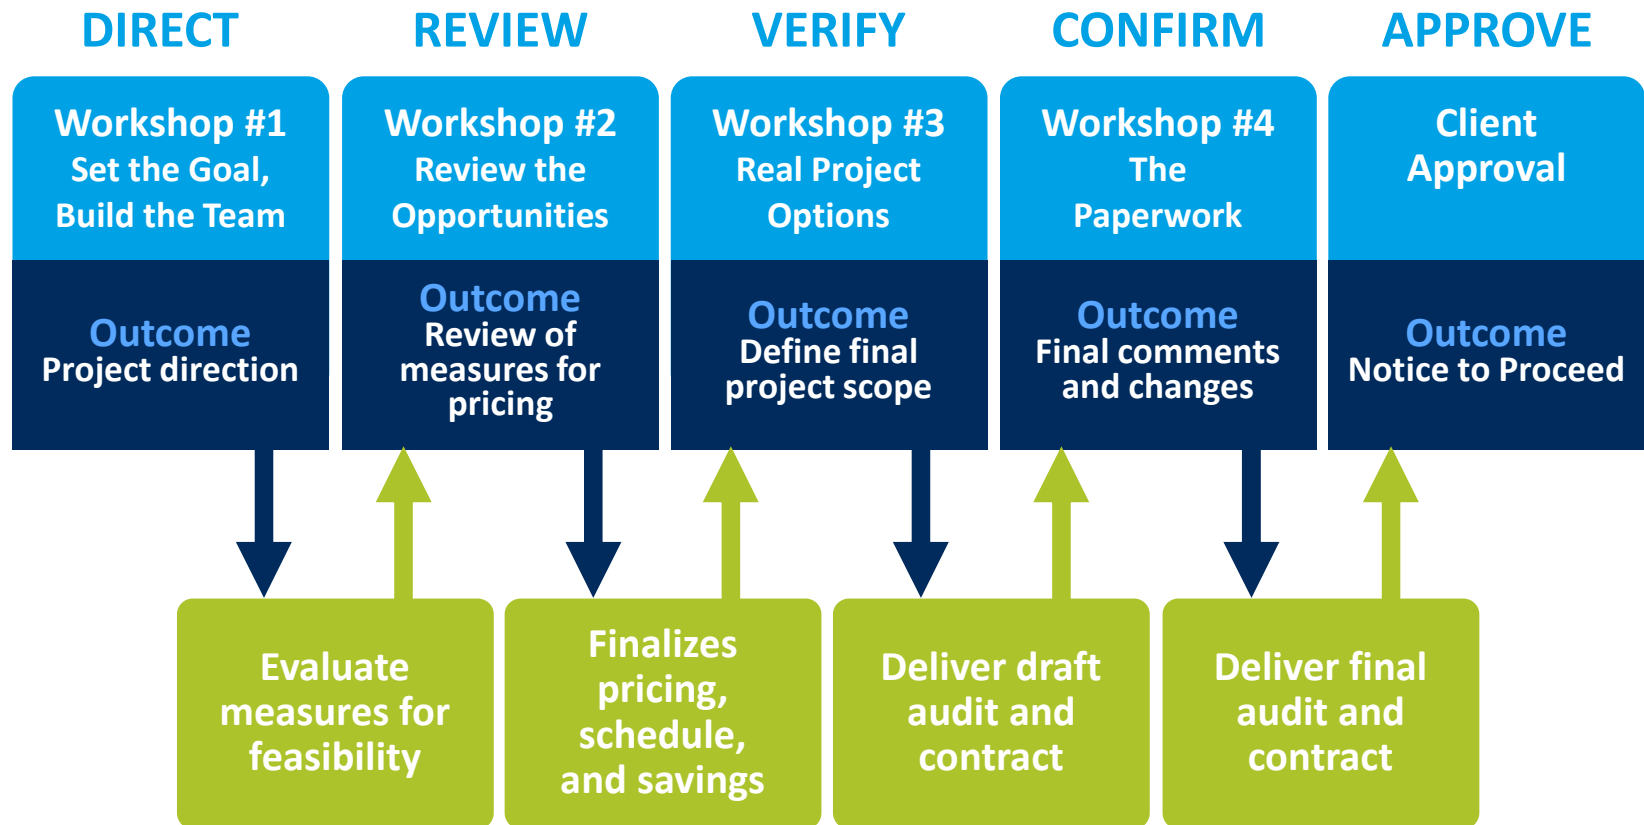 DIRECT
REVIEW
VERIFY
CONFIRM
APPROVE
Workshop #1
Set the Goal,
Build the Team
Outcome
Project direction
Workshop #2
Review the
Opportunities
Outcome
Review of
measures for
pricing
Workshop #3
Real Project
Options
Outcome
Define final
project scope
Workshop #4
The
Paperwork
Outcome
Final comments
and changes
Client
Approval
Outcome
Notice to Proceed
Evaluate
measures for
feasibility
Finalizes
pricing,
schedule,
and savings
Deliver draft
audit and
contract
Deliver final
audit and
contract